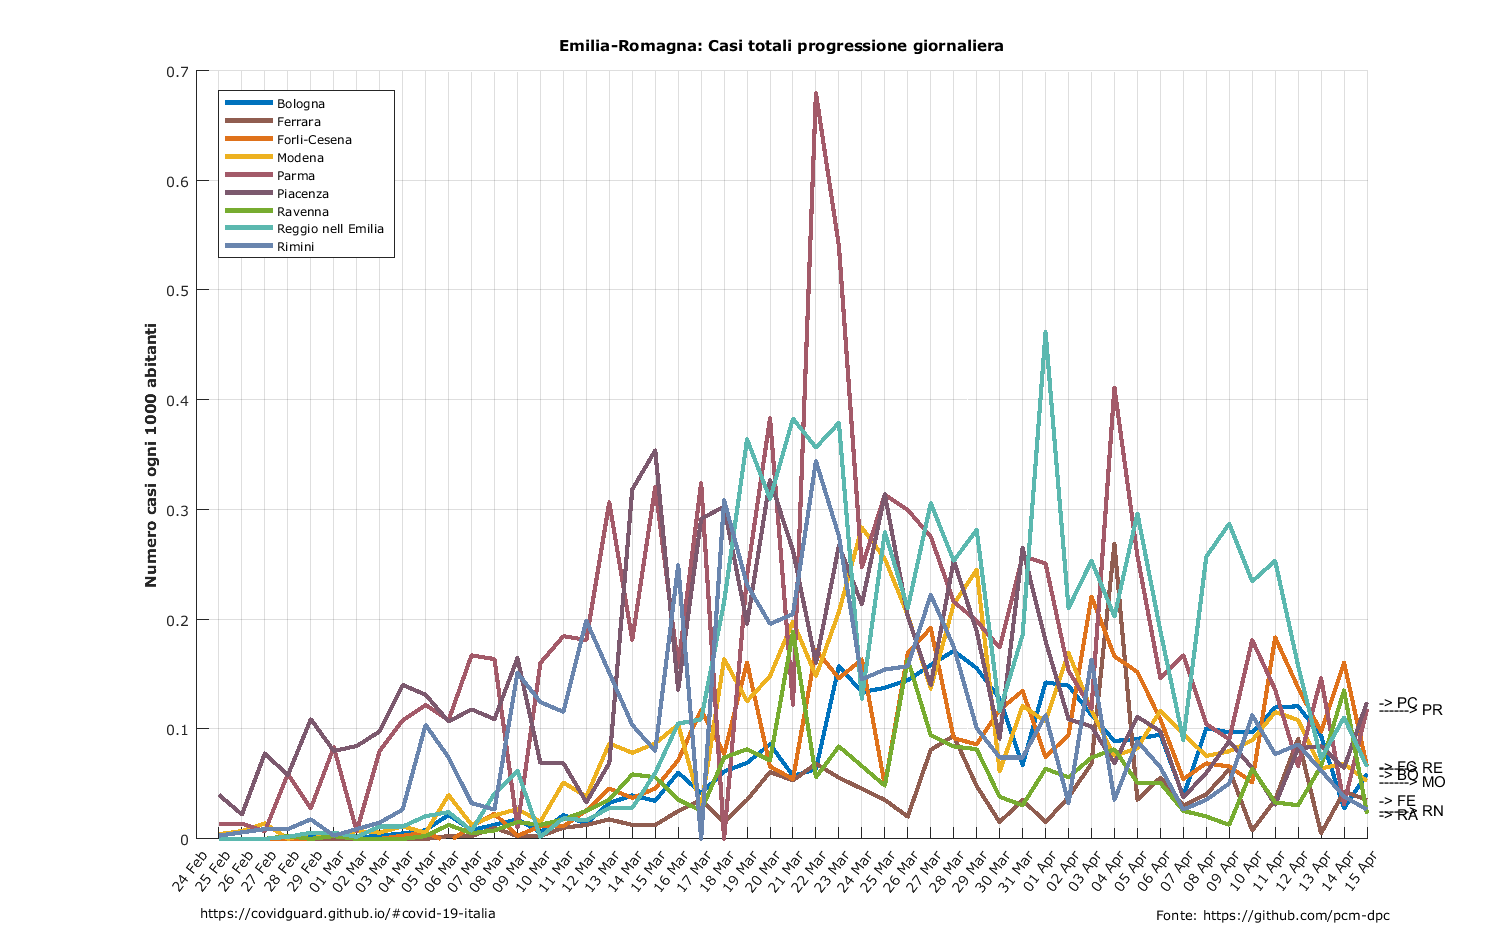 Emilia-Romagna: Casi totali progressione giornaliera
0.7
0.6
0.5
0.4
0.3
0.2
0.1
0
Numero casi ogni 1000 abitanti
Bologna
Ferrara
Forli-Cesena
Modena
Parma
Piacenza
Ravenna
Reggio nell Emilia
Rimini
-> PC
------> PR
------> RE
-> BO
------> MO
-> FE
------> RN
-> RA
24 Feb
25 Feb
26 Feb
27 Feb
28 Feb
29 Feb
01 Mar
02 Mar
03 Mar
04 Mar
05 Mar
06 Mar
07 Mar
08 Mar
09 Mar
10 Mar
11 Mar
12 Mar
13 Mar
14 Mar
15 Mar
16 Mar
17 Mar
18 Mar
19 Mar
20 Mar
21 Mar
22 Mar
23 Mar
24 Mar
25 Mar
26 Mar
27 Mar
28 Mar
29 Mar
30 Mar
31 Mar
01 Apr
02 Apr
03 Apr
04 Apr
05 Apr
06 Apr
07 Apr
08 Apr
09 Apr
10 Apr
11 Apr
12 Apr
13 Apr
14 Apr
15 Apr
https://covidguard.github.io/#covid-19-italia
Fonte: https://github.com/pcm-dpc